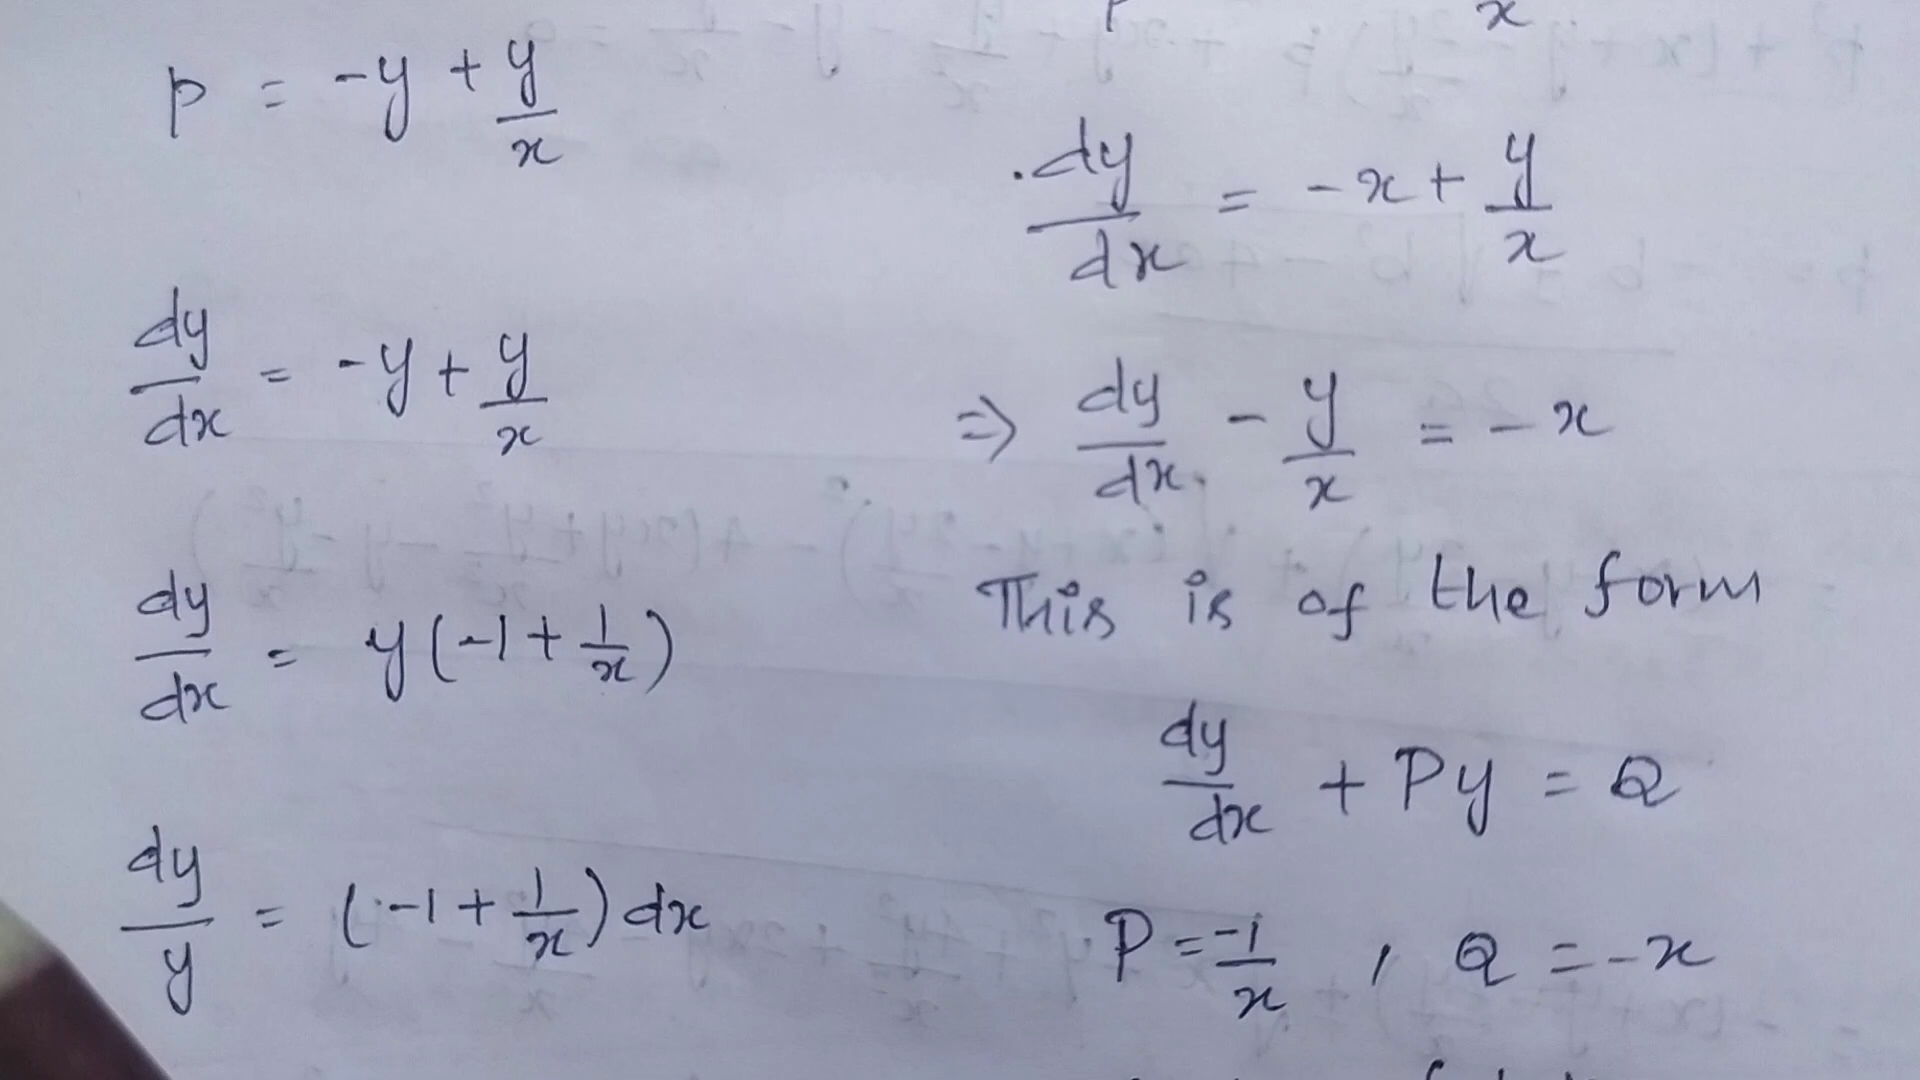 p = -y + y/x
dy/dx = -y + y/x
dy/dx = y(-1 + 1/x)
dy/y = (-1 + 1/x) dx
x
dy/dx = -x + y/x
⇒ dy/dx - y/x = -x
This is of the form
dy/dx + Py = Q
P = -1/x , Q = -x